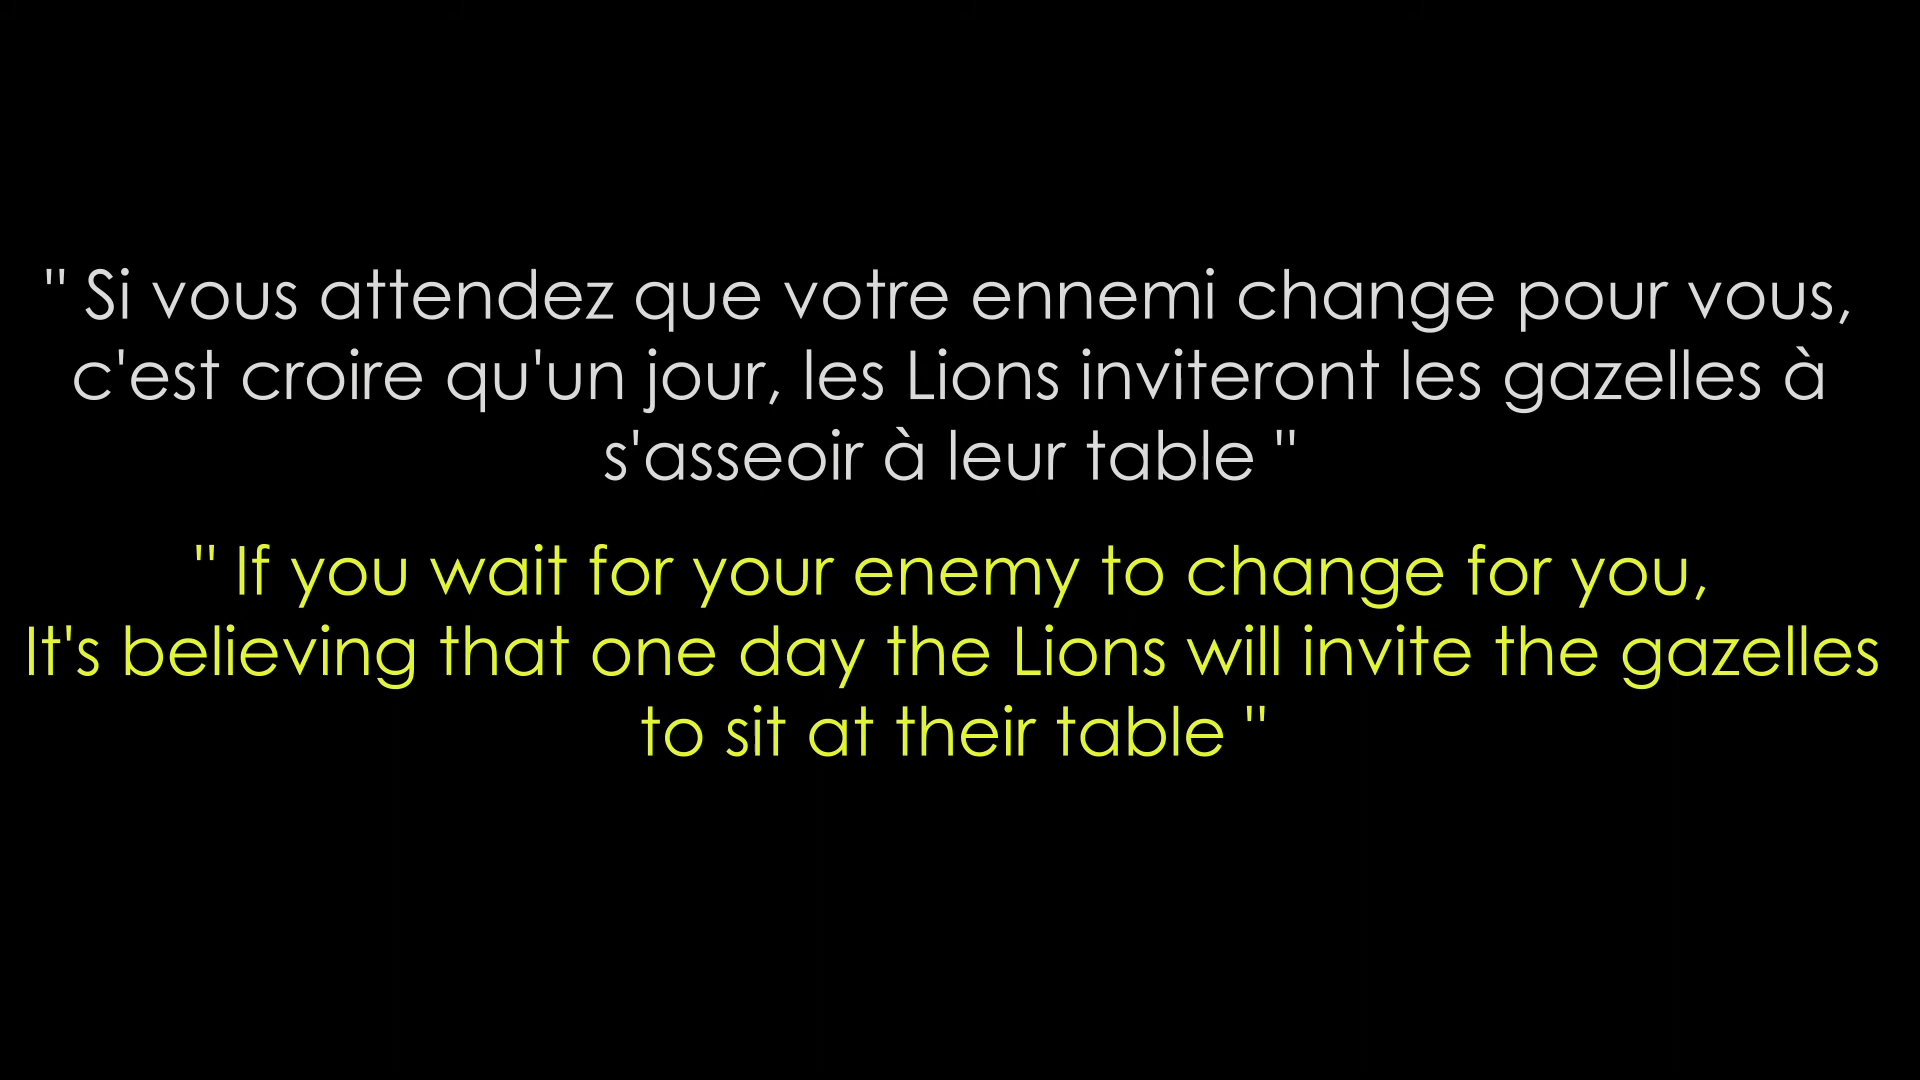 " Si vous attendez que votre ennemi change pour vous,
c'est croire qu'un jour, les Lions inviteront les gazelles à
s'asseoir à leur table "
" If you wait for your enemy to change for you,
It's believing that one day the Lions will invite the gazelles
to sit at their table "